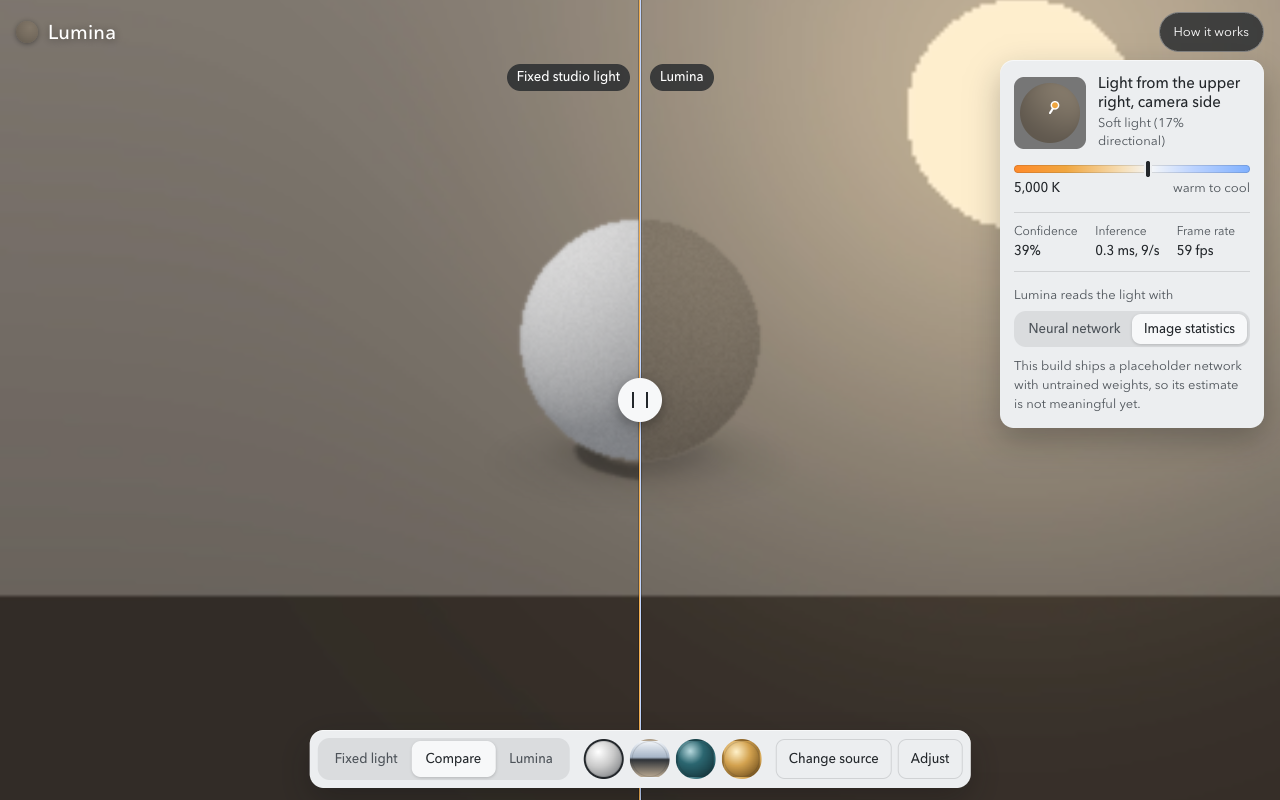 Lumina
How it works
Fixed studio light
Lumina
Light from the upper
right, camera side
Soft light (17%
directional)
5,000 K
warm to cool
Confidence
39%
Inference
0.3 ms, 9/s
Frame rate
59 fps
Lumina reads the light with
Neural network
Image statistics
This build ships a placeholder network
with untrained weights, so its estimate
is not meaningful yet.
Fixed light
Compare
Lumina
Change source
Adjust